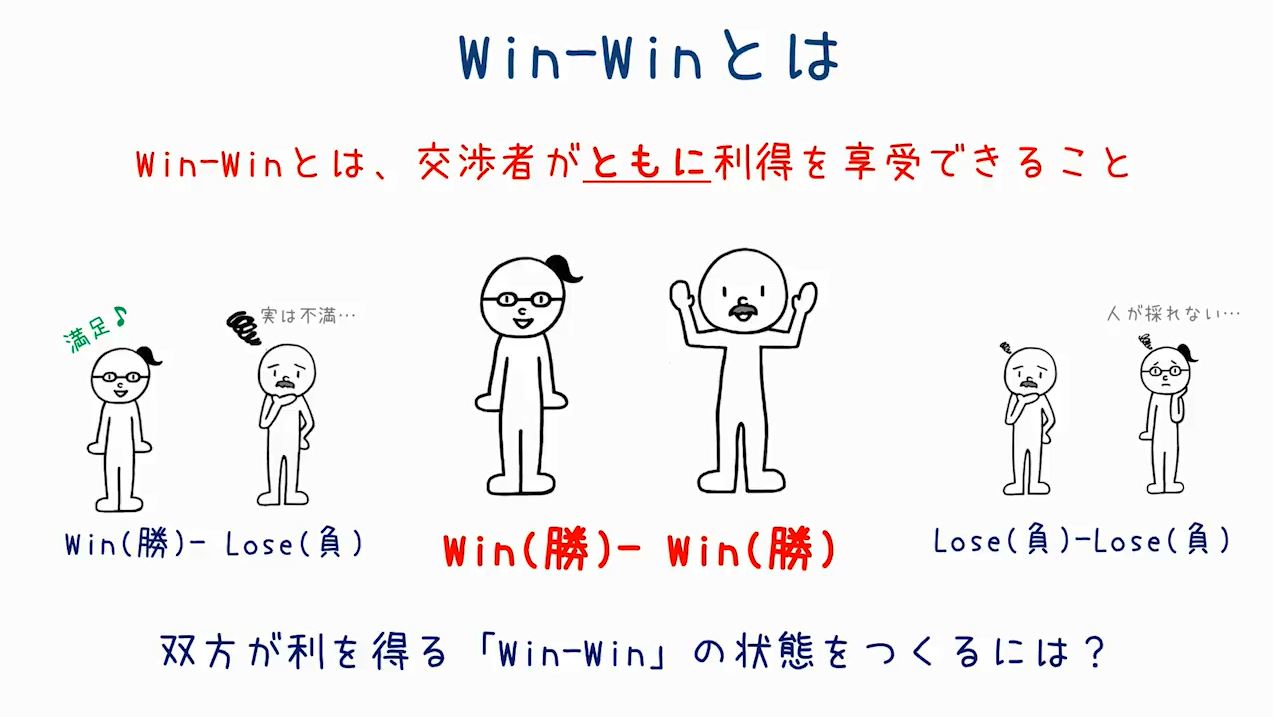 Win-Winとは
Win-Winとは、交渉者がともに利得を享受できること
満足♪
実は不満…
人が採れない…
Win(勝)- Lose(負)
Win(勝)- Win(勝)
Lose(負)-Lose(負)
双方が利を得る「Win-Win」の状態をつくるには？